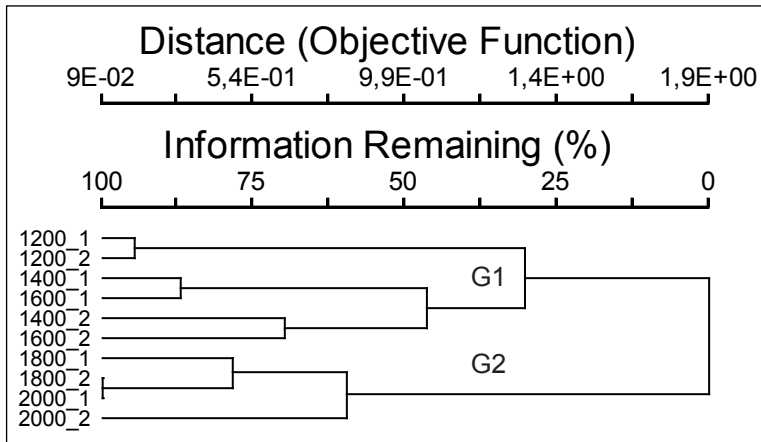 Distance (Objective Function)
9E-02 5,4E-01 9,9E-01 1,4E+00 1,9E+00
Information Remaining (%)
100 75 50 25 0
1200_1
1200_2
1400_1
G1
1600_1
1400_2
1600_2
1800_1
G2
1800_2
2000_1
2000_2